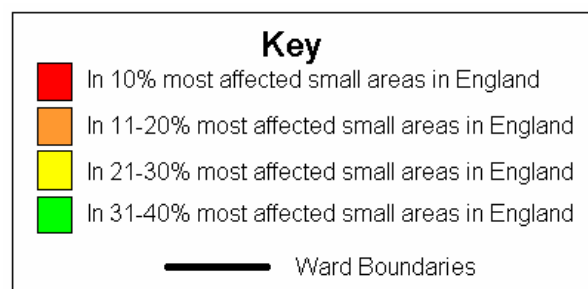 Key
In 10% most affected small areas in England
In 11-20% most affected small areas in England
In 21-30% most affected small areas in England
In 31-40% most affected small areas in England
Ward Boundaries